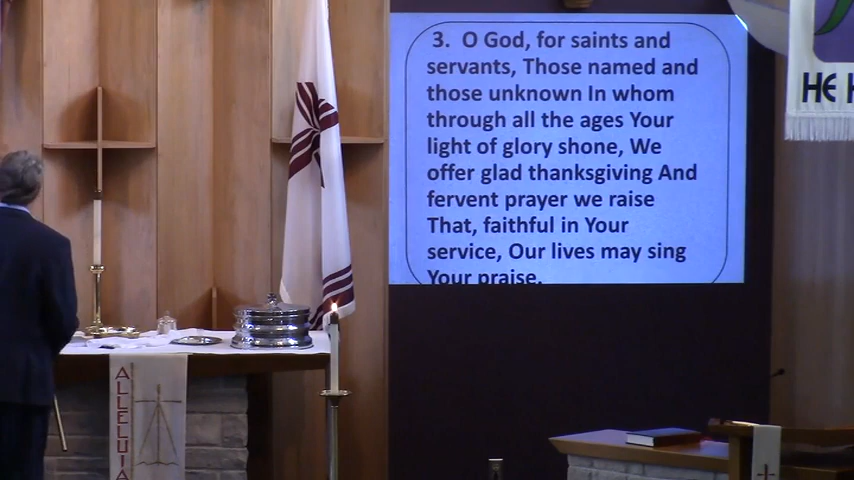 3. O God, for saints and
servants, Those named and
those unknown In whom
through all the ages Your
light of glory shone, We
offer glad thanksgiving And
fervent prayer we raise
That, faithful in Your
service, Our lives may sing
Your praise.
HE
ALLELUIA